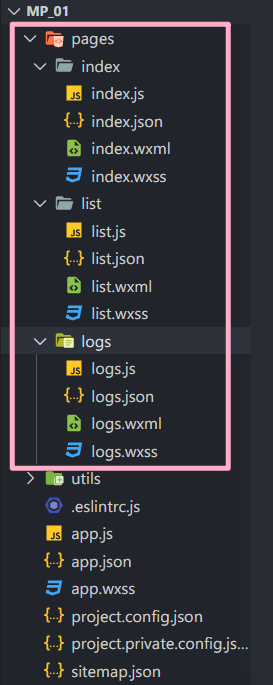 MP_01
pages
index
JS index.js
{..} index.json
index.wxml
index.wxss
list
JS list.js
{..} list.json
list.wxml
list.wxss
logs
JS logs.js
{..} logs.json
logs.wxml
logs.wxss
utils
.eslintrc.js
JS app.js
{..} app.json
app.wxss
{..} project.config.json
{..} project.private.config.js...
{..} sitemap.json